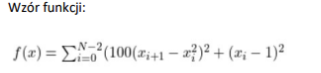 Wzór funkcji:
f(x) = ∑_{i=0}^{N−2}(100(x_{i+1} − x_i^2)^2 + (x_i − 1)^2